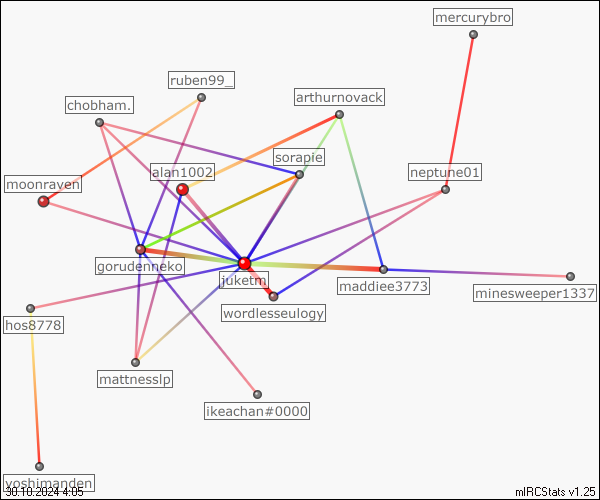 mercurybro
ruben99_
chobham.
arthurnovack
sorapie
alan1002
neptune01
moonraven
gorudenneko
juketm
maddiee3773
minesweeper1337
wordlesseulogy
hos8778
mattnesslp
ikeachan#0000
yoshimanden
30.10.2024 4:05
mIRCStats v1.25